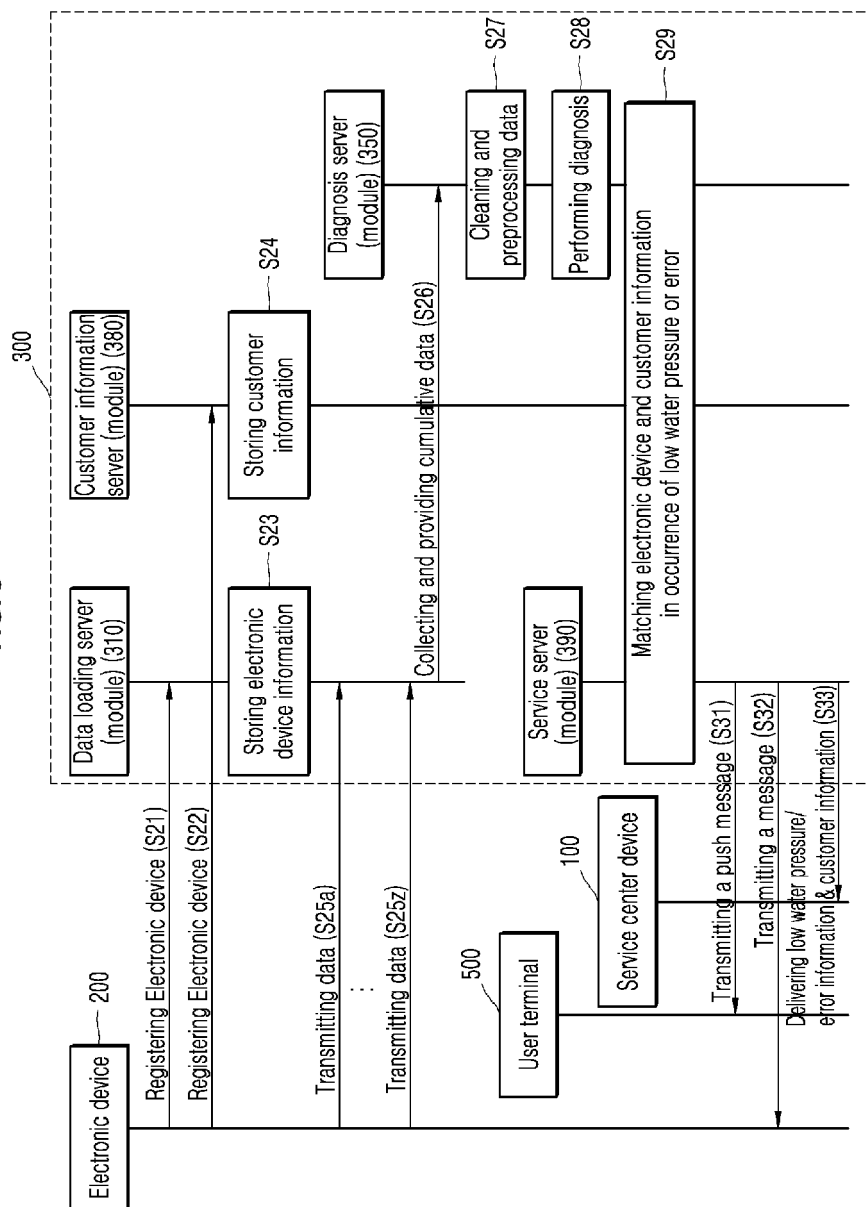 300
Electronic device
200
Data loading server
(module) (310)
Customer information
server (module) (380)
Diagnosis server
(module) (350)
Registering Electronic device (S21)
Registering Electronic device (S22)
Storing electronic
device information
S23
Storing customer
information
S24
Transmitting data (S25a)
⋮
Transmitting data (S25z)
Collecting and providing cumulative data (S26)
Cleaning and
preprocessing data
S27
Performing diagnosis
S28
User terminal
500
Service center device
100
Service server
(module) (390)
Matching electronic device and customer information
in occurrence of low water pressure or error
S29
Transmitting a push message (S31)
Transmitting a message (S32)
Delivering low water pressure/
error information & customer information (S33)